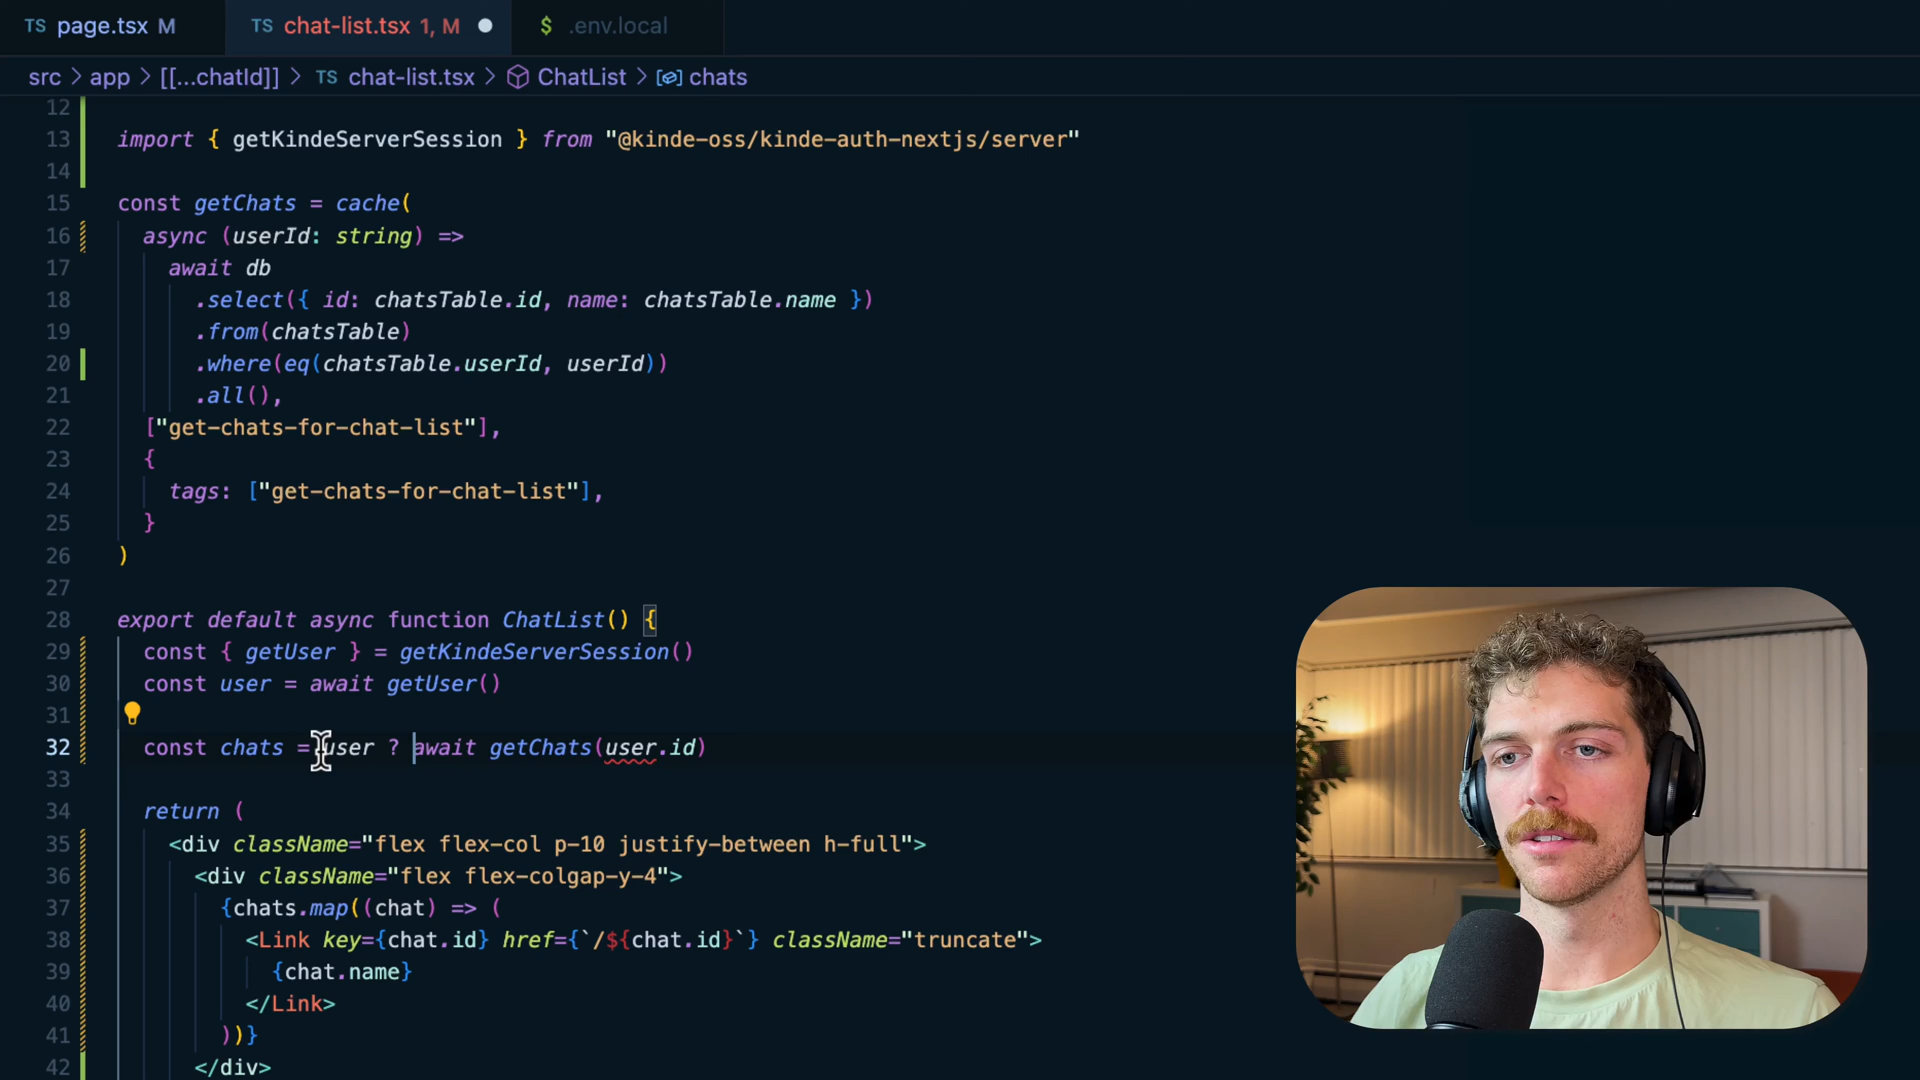 TS page.tsx M
TS chat-list.tsx 1, M
$ .env.local
src > app > [[...chatId]] > TS chat-list.tsx > ChatList > chats
12
13 import { getKindeServerSession } from "@kinde-oss/kinde-auth-nextjs/server"
14
15 const getChats = cache(
16 async (userId: string) =>
17 await db
18 .select({ id: chatsTable.id, name: chatsTable.name })
19 .from(chatsTable)
20 .where(eq(chatsTable.userId, userId))
21 .all(),
22 ["get-chats-for-chat-list"],
23 {
24 tags: ["get-chats-for-chat-list"],
25 }
26 )
27
28 export default async function ChatList() {
29 const { getUser } = getKindeServerSession()
30 const user = await getUser()
31
32 const chats = user ? await getChats(user.id)
33
34 return (
35 <div className="flex flex-col p-10 justify-between h-full">
36 <div className="flex flex-colgap-y-4">
37 {chats.map((chat) => (
38 <Link key={chat.id} href={`/${chat.id}`} className="truncate">
39 {chat.name}
40 </Link>
41 ))}
42 </div>